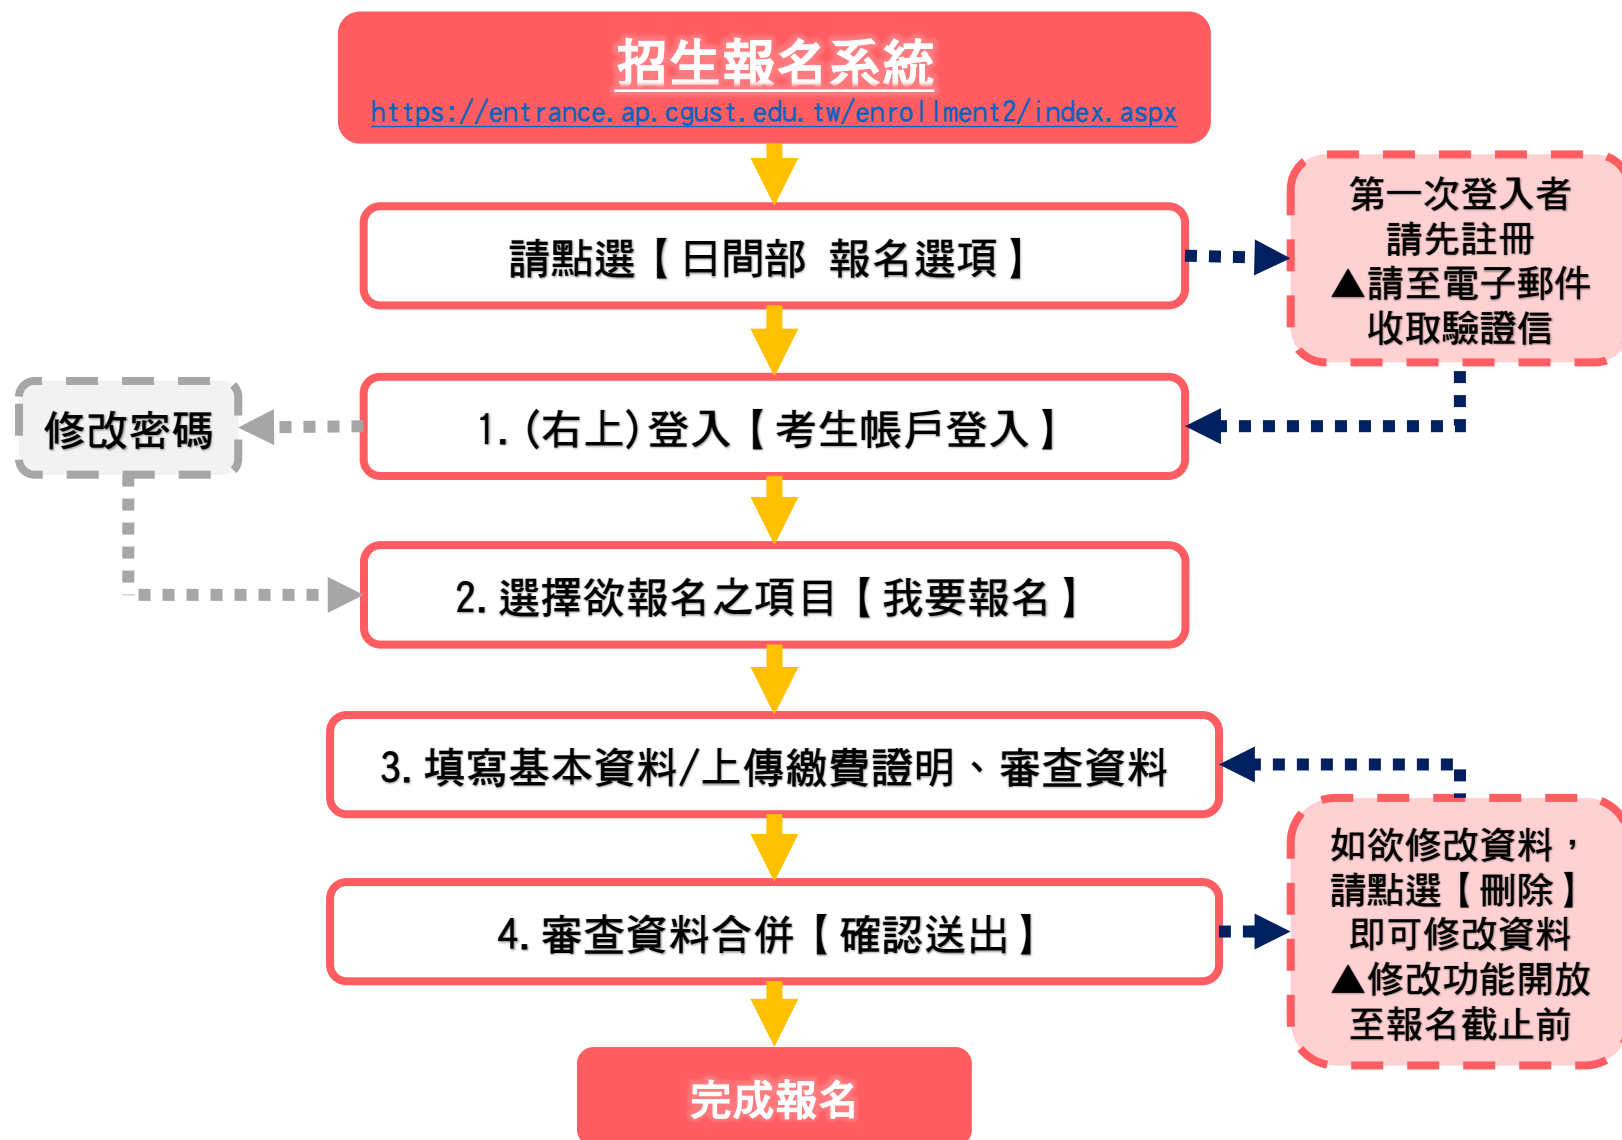 招生報名系統
https://entrance.ap.cgust.edu.tw/enrollment2/index.aspx
請點選【日間部 報名選項】
第一次登入者
請先註冊
▲請至電子郵件
收取驗證信
1.(右上)登入【考生帳戶登入】
修改密碼
2.選擇欲報名之項目【我要報名】
3.填寫基本資料/上傳繳費證明、審查資料
4.審查資料合併【確認送出】
如欲修改資料，
請點選【刪除】
即可修改資料
▲修改功能開放
至報名截止前
完成報名